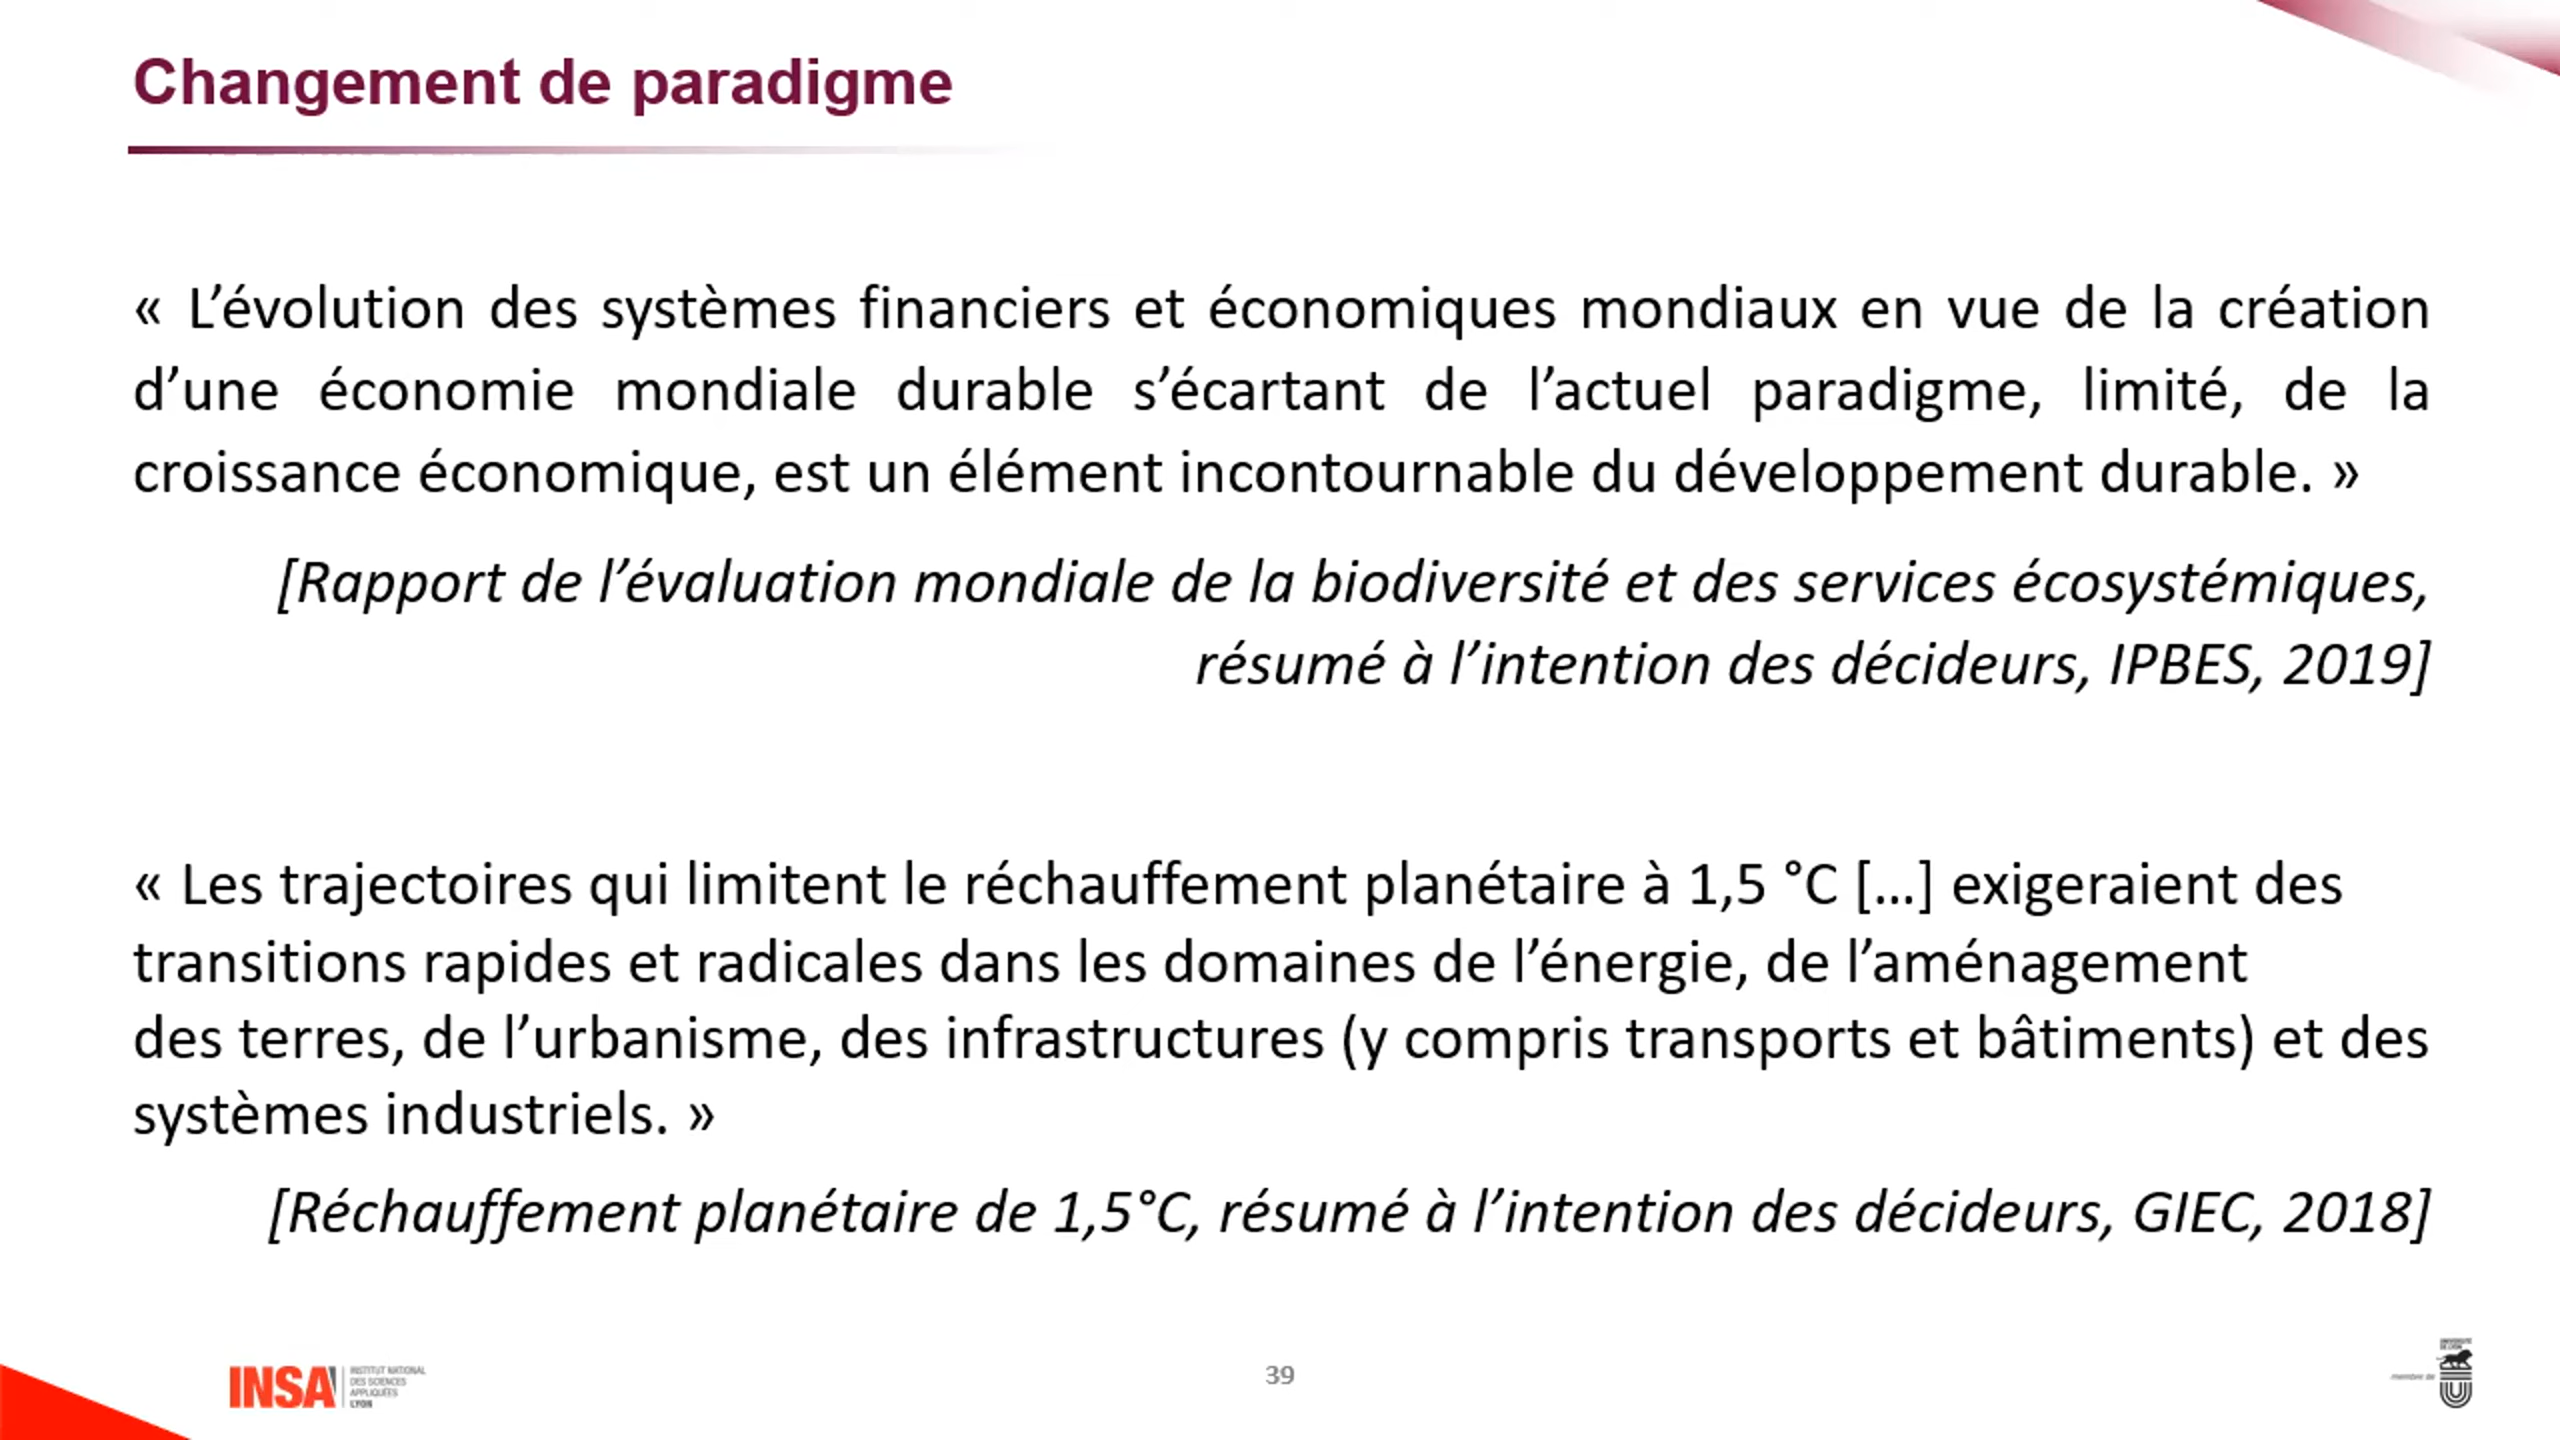 Changement de paradigme
« L’évolution des systèmes financiers et économiques mondiaux en vue de la création
d’une économie mondiale durable s’écartant de l’actuel paradigme, limité, de la
croissance économique, est un élément incontournable du développement durable. »
[Rapport de l’évaluation mondiale de la biodiversité et des services écosystémiques,
résumé à l’intention des décideurs, IPBES, 2019]
« Les trajectoires qui limitent le réchauffement planétaire à 1,5 °C [...] exigeraient des
transitions rapides et radicales dans les domaines de l’énergie, de l’aménagement
des terres, de l’urbanisme, des infrastructures (y compris transports et bâtiments) et des
systèmes industriels. »
[Réchauffement planétaire de 1,5°C, résumé à l’intention des décideurs, GIEC, 2018]
INSA
INSTITUT NATIONAL
DES SCIENCES
APPLIQUÉES
LYON
39
membre de
UNIVERSITÉ
DE LYON